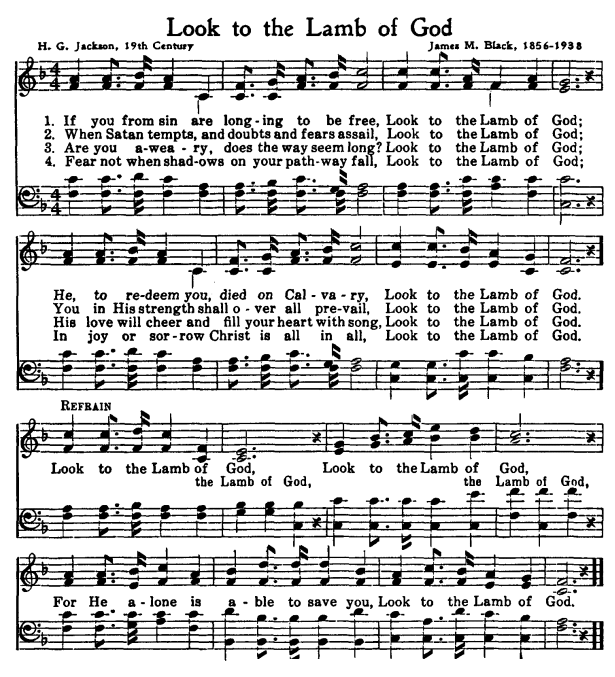 Look to the Lamb of God
H. G. Jackson, 19th Century James M. Black, 1856-1938
4
4
1. If you from sin are long - ing to be free, Look to the Lamb of God;
2. When Satan tempts, and doubts and fears assail, Look to the Lamb of God;
3. Are you a-wea - ry, does the way seem long? Look to the Lamb of God;
4. Fear not when shad-ows on your path-way fall, Look to the Lamb of God;
4
4
He, to re-deem you, died on Cal - va - ry, Look to the Lamb of God.
You in His strength shall o - ver all pre-vail, Look to the Lamb of God.
His love will cheer and fill your heart with song, Look to the Lamb of God.
In joy or sor-row Christ is all in all, Look to the Lamb of God.
REFRAIN
Look to the Lamb of God, Look to the Lamb of God,
the Lamb of God, the Lamb of God,
For He a - lone is a - ble to save you, Look to the Lamb of God.